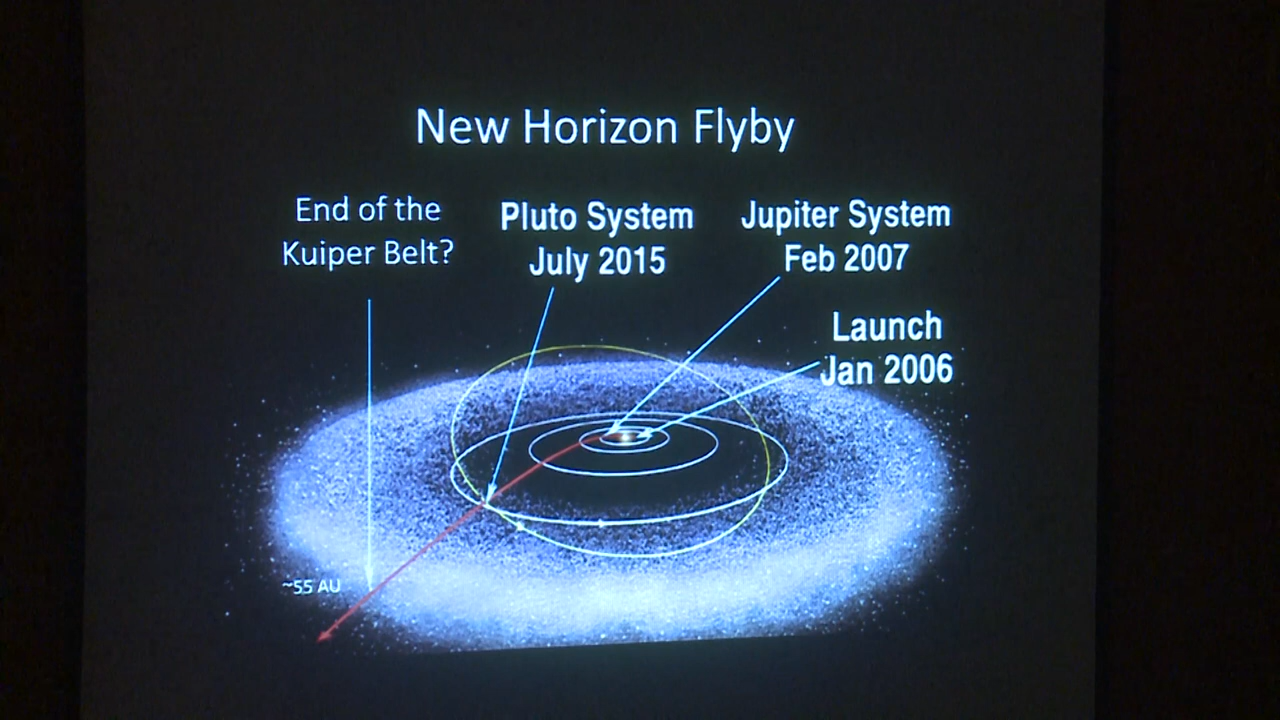 New Horizon Flyby
End of the
Kuiper Belt?
Pluto System
July 2015
Jupiter System
Feb 2007
Launch
Jan 2006
~55 AU